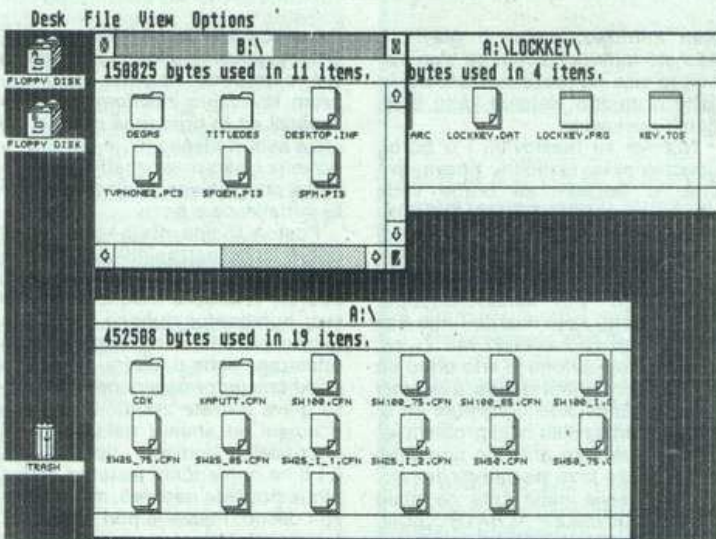 Desk File View Options
FLOPPY DISK
FLOPPY DISK
TRASH
B:\
150825 bytes used in 11 items.
DEGAS TITLEDES DESKTOP.INF
TVPHONE2.PC3 SFGEM.PI3 SFM.PI3
A:\LOCKKEY\
bytes used in 4 items.
ARC LOCKKEY.DAT LOCKKEY.PRG KEY.TOS
A:\
452508 bytes used in 19 items.
CDK KAPUTT.CFN SW100.CFN SW100_75.CFN SW100_85.CFN SW100_I.C
SW25_75.CFN SW25_85.CFN SW25_I_1.CFN SW25_I_2.CFN SW50.CFN SW50_75.C